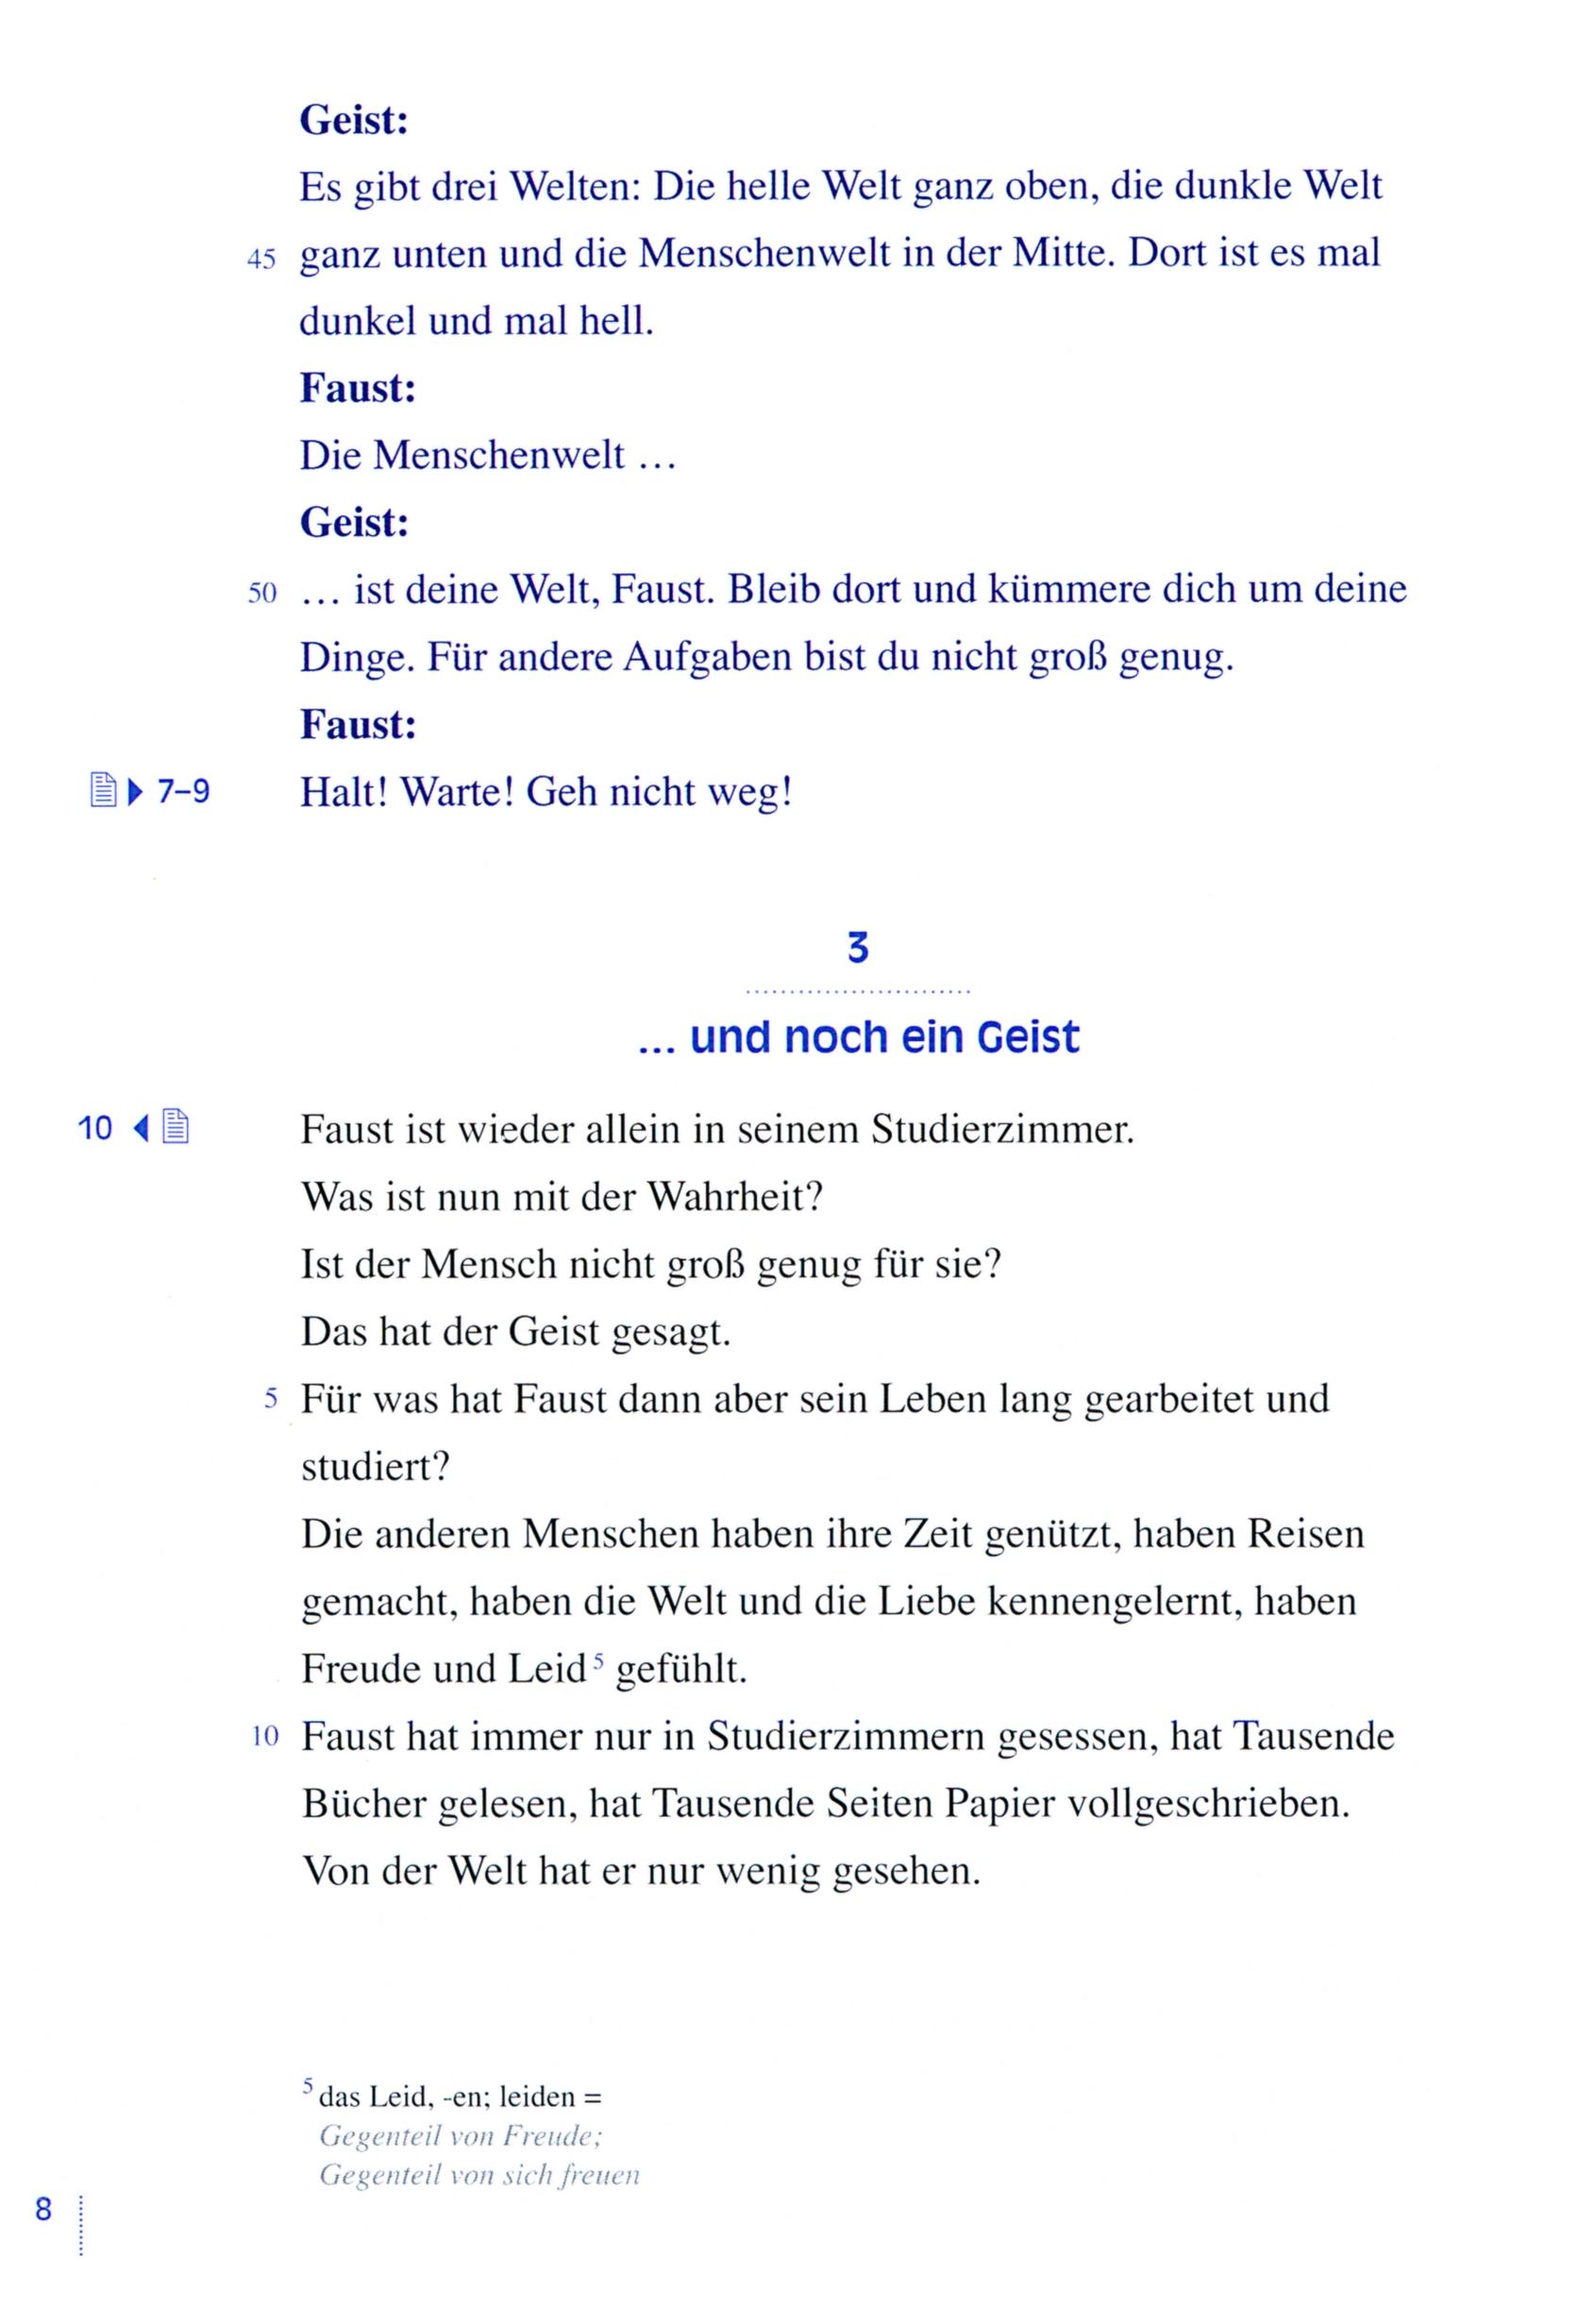 Geist:
Es gibt drei Welten: Die helle Welt ganz oben, die dunkle Welt
45 ganz unten und die Menschenwelt in der Mitte. Dort ist es mal
dunkel und mal hell.
Faust:
Die Menschenwelt …
Geist:
50 … ist deine Welt, Faust. Bleib dort und kümmere dich um deine
Dinge. Für andere Aufgaben bist du nicht groß genug.
Faust:
7–9 Halt! Warte! Geh nicht weg!
3
... und noch ein Geist
10 Faust ist wieder allein in seinem Studierzimmer.
Was ist nun mit der Wahrheit?
Ist der Mensch nicht groß genug für sie?
Das hat der Geist gesagt.
5 Für was hat Faust dann aber sein Leben lang gearbeitet und
studiert?
Die anderen Menschen haben ihre Zeit genützt, haben Reisen
gemacht, haben die Welt und die Liebe kennengelernt, haben
Freude und Leid⁵ gefühlt.
10 Faust hat immer nur in Studierzimmern gesessen, hat Tausende
Bücher gelesen, hat Tausende Seiten Papier vollgeschrieben.
Von der Welt hat er nur wenig gesehen.
⁵ das Leid, -en; leiden =
Gegenteil von Freude;
Gegenteil von sich freuen
8